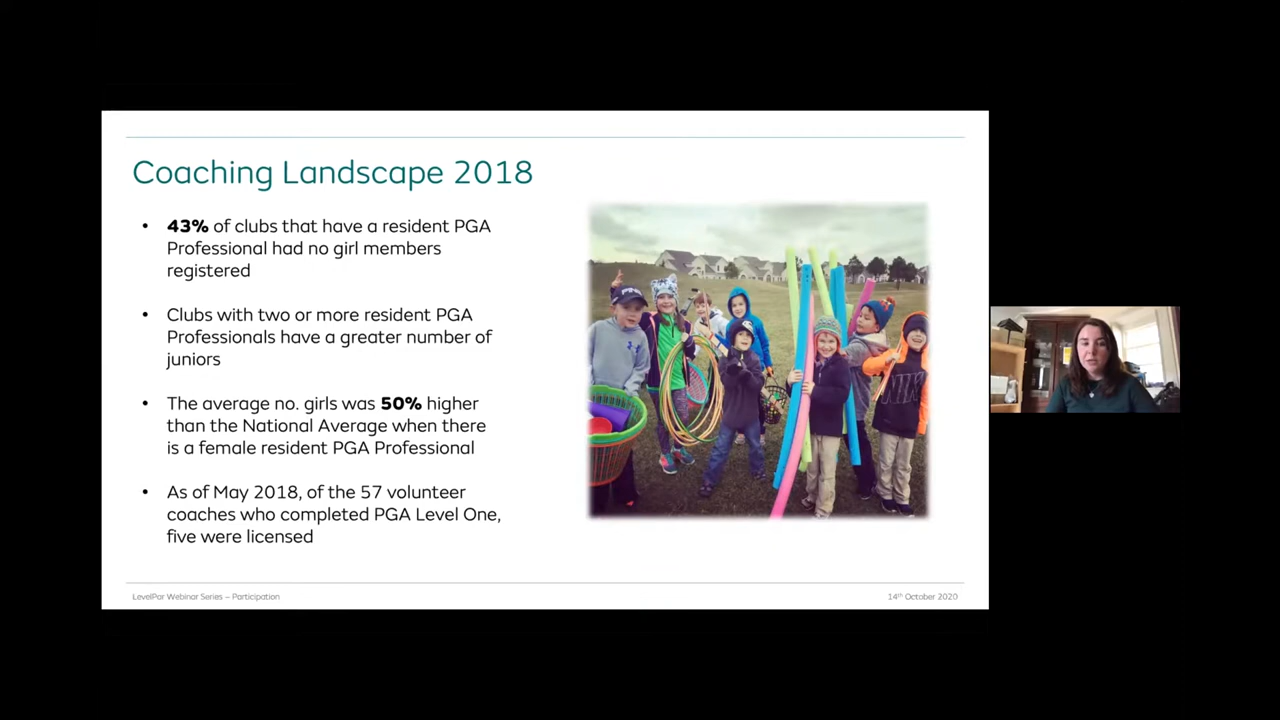 Coaching Landscape 2018
• 43% of clubs that have a resident PGA
Professional had no girl members
registered
• Clubs with two or more resident PGA
Professionals have a greater number of
juniors
• The average no. girls was 50% higher
than the National Average when there
is a female resident PGA Professional
• As of May 2018, of the 57 volunteer
coaches who completed PGA Level One,
five were licensed
LevelPar Webinar Series – Participation
14th October 2020